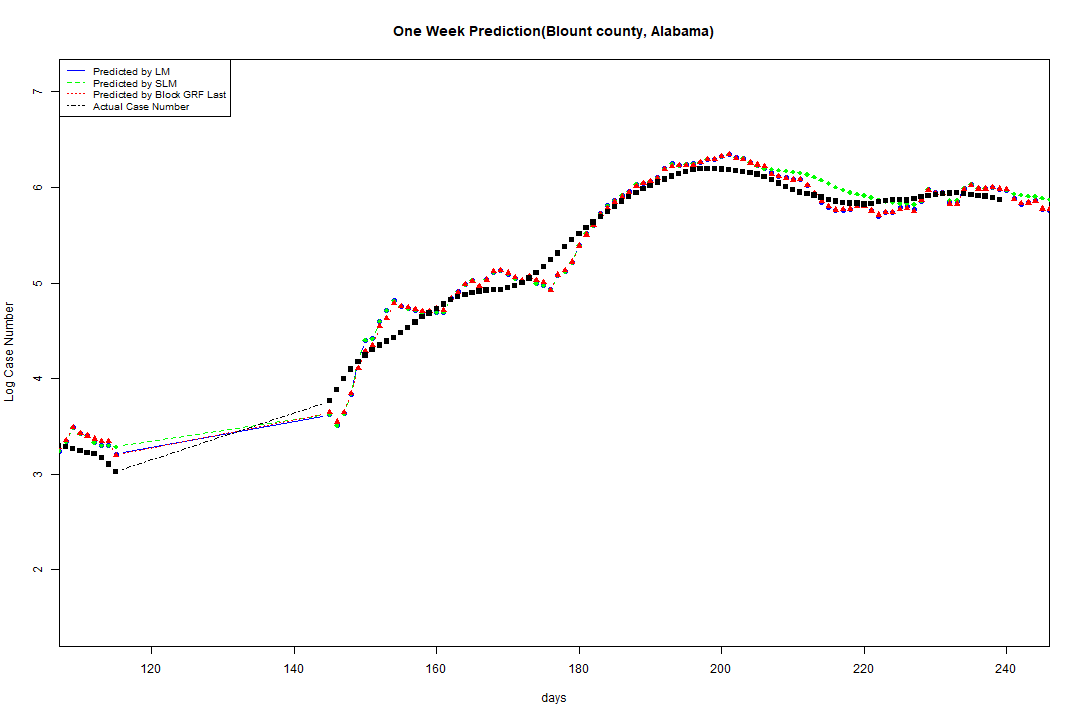 One Week Prediction(Blount county, Alabama)
Predicted by LM
Predicted by SLM
Predicted by Block GRF Last
Actual Case Number
7
6
5
4
3
2
Log Case Number
120 140 160 180 200 220 240
days